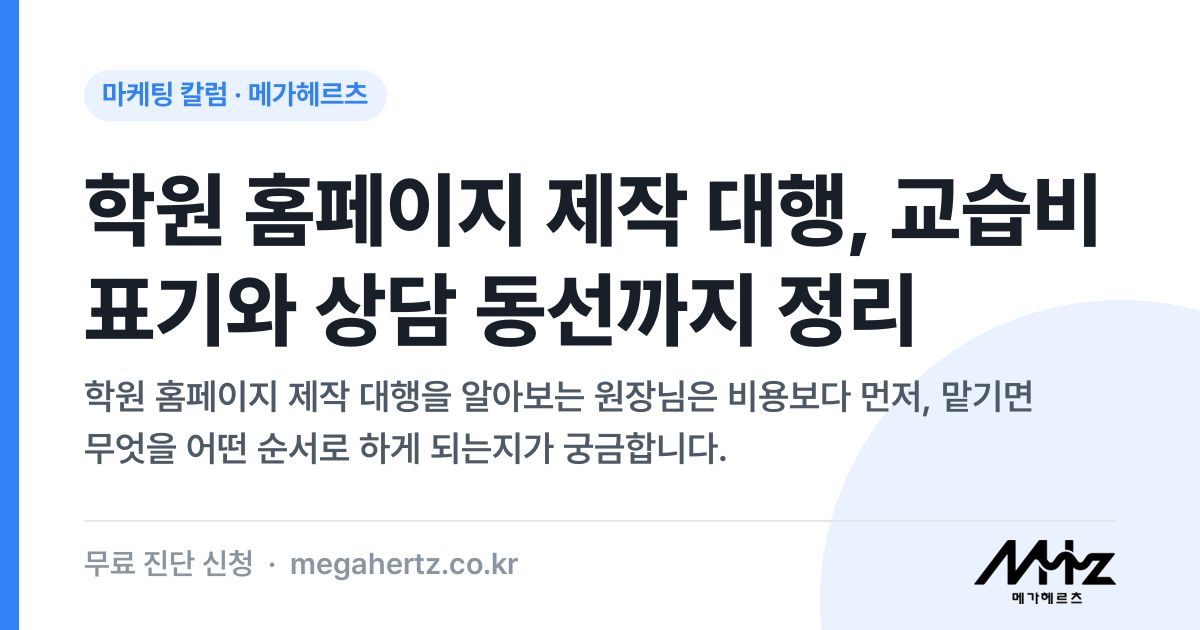 마케팅 칼럼 · 메가헤르츠
학원 홈페이지 제작 대행, 교습비
표기와 상담 동선까지 정리
학원 홈페이지 제작 대행을 알아보는 원장님은 비용보다 먼저, 맡기면
무엇을 어떤 순서로 하게 되는지가 궁금합니다.
무료 진단 신청 · megahertz.co.kr
MHz
메가헤르츠